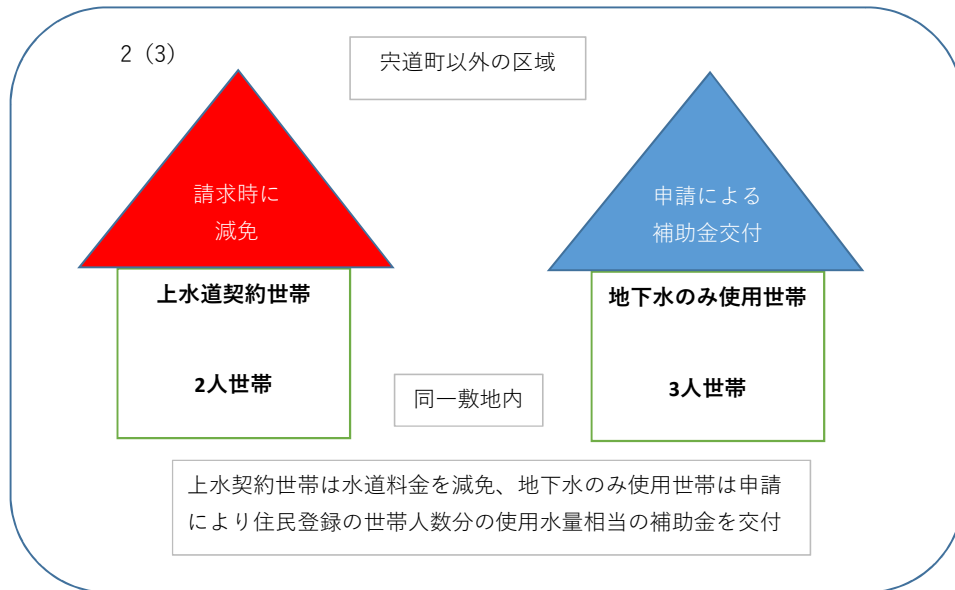 2（3）
宍道町以外の区域
請求時に
減免
申請による
補助金交付
上水道契約世帯
地下水のみ使用世帯
2人世帯
3人世帯
同一敷地内
上水契約世帯は水道料金を減免、地下水のみ使用世帯は申請
により住民登録の世帯人数分の使用水量相当の補助金を交付